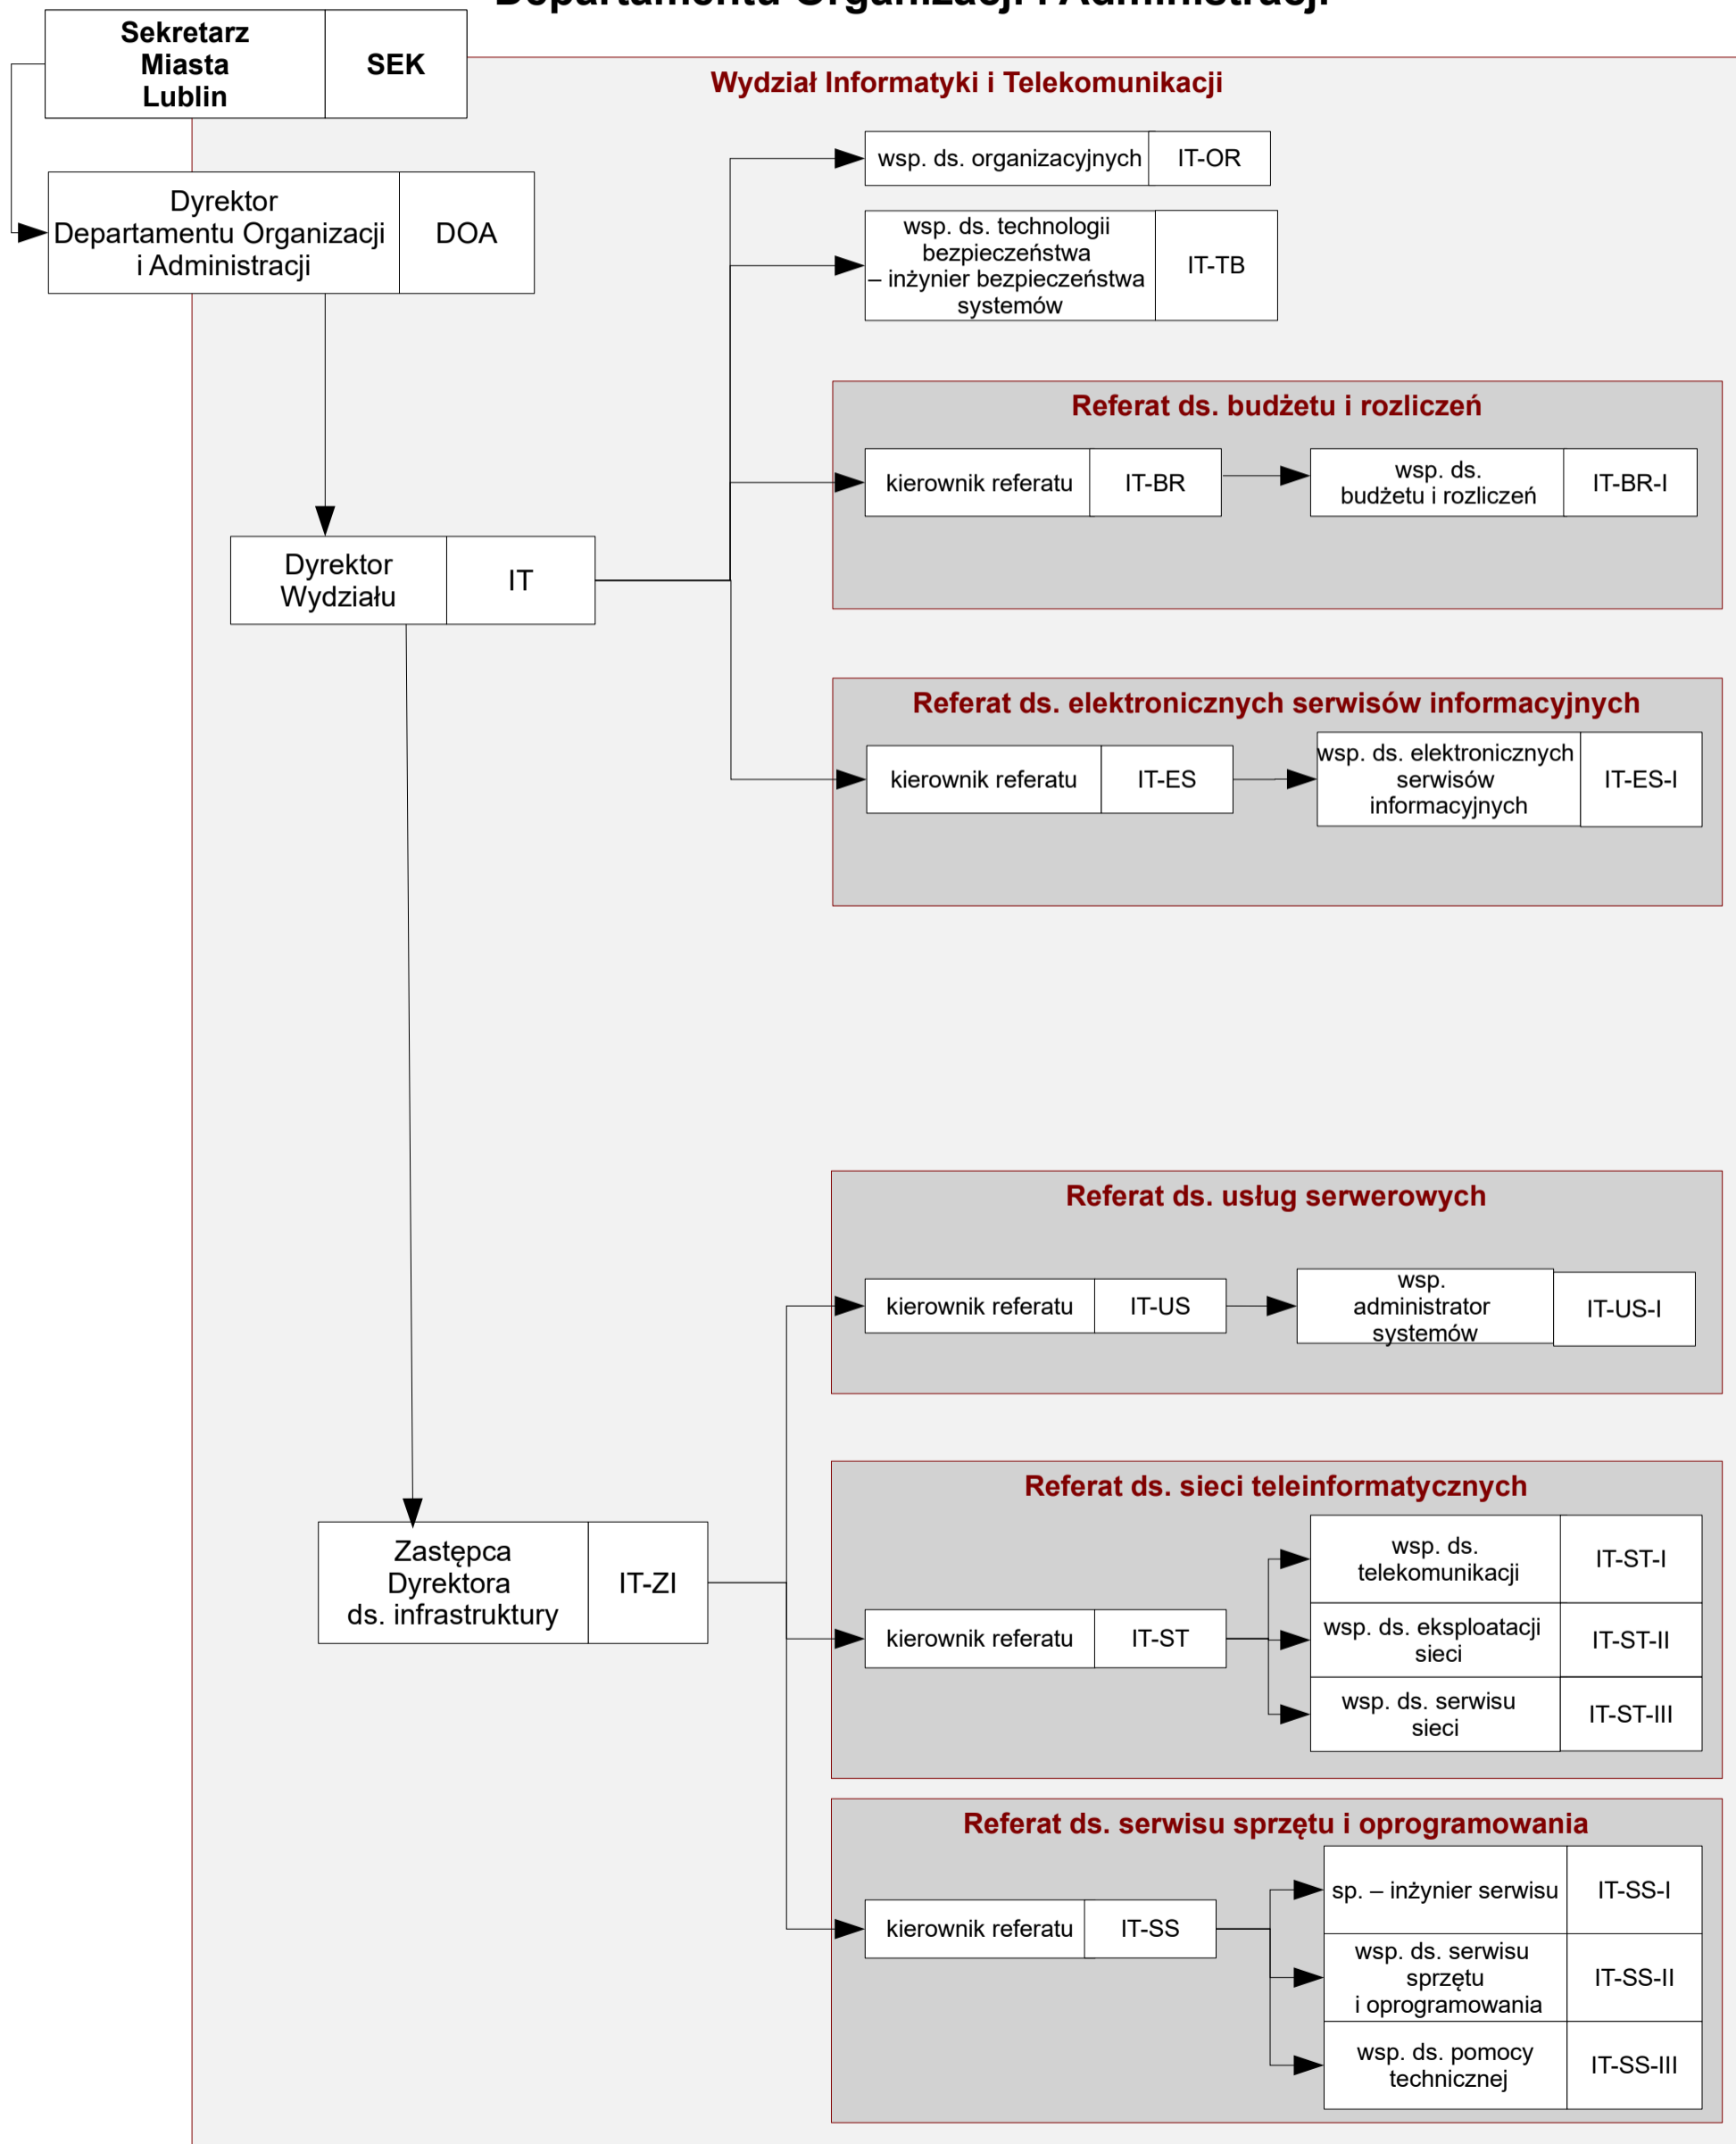 Departamentu Organizacji i Administracji
Sekretarz
Miasta
Lublin
SEK
Wydział Informatyki i Telekomunikacji
wsp. ds. organizacyjnych
IT-OR
Dyrektor
Departamentu Organizacji
i Administracji
DOA
wsp. ds. technologii
bezpieczeństwa
– inżynier bezpieczeństwa
systemów
IT-TB
Referat ds. budżetu i rozliczeń
kierownik referatu
IT-BR
wsp. ds.
budżetu i rozliczeń
IT-BR-I
Dyrektor
Wydziału
IT
Referat ds. elektronicznych serwisów informacyjnych
kierownik referatu
IT-ES
wsp. ds. elektronicznych
serwisów
informacyjnych
IT-ES-I
Referat ds. usług serwerowych
kierownik referatu
IT-US
wsp.
administrator
systemów
IT-US-I
Zastępca
Dyrektora
ds. infrastruktury
IT-ZI
Referat ds. sieci teleinformatycznych
kierownik referatu
IT-ST
wsp. ds.
telekomunikacji
IT-ST-I
wsp. ds. eksploatacji
sieci
IT-ST-II
wsp. ds. serwisu
sieci
IT-ST-III
Referat ds. serwisu sprzętu i oprogramowania
kierownik referatu
IT-SS
sp. – inżynier serwisu
IT-SS-I
wsp. ds. serwisu
sprzętu
i oprogramowania
IT-SS-II
wsp. ds. pomocy
technicznej
IT-SS-III